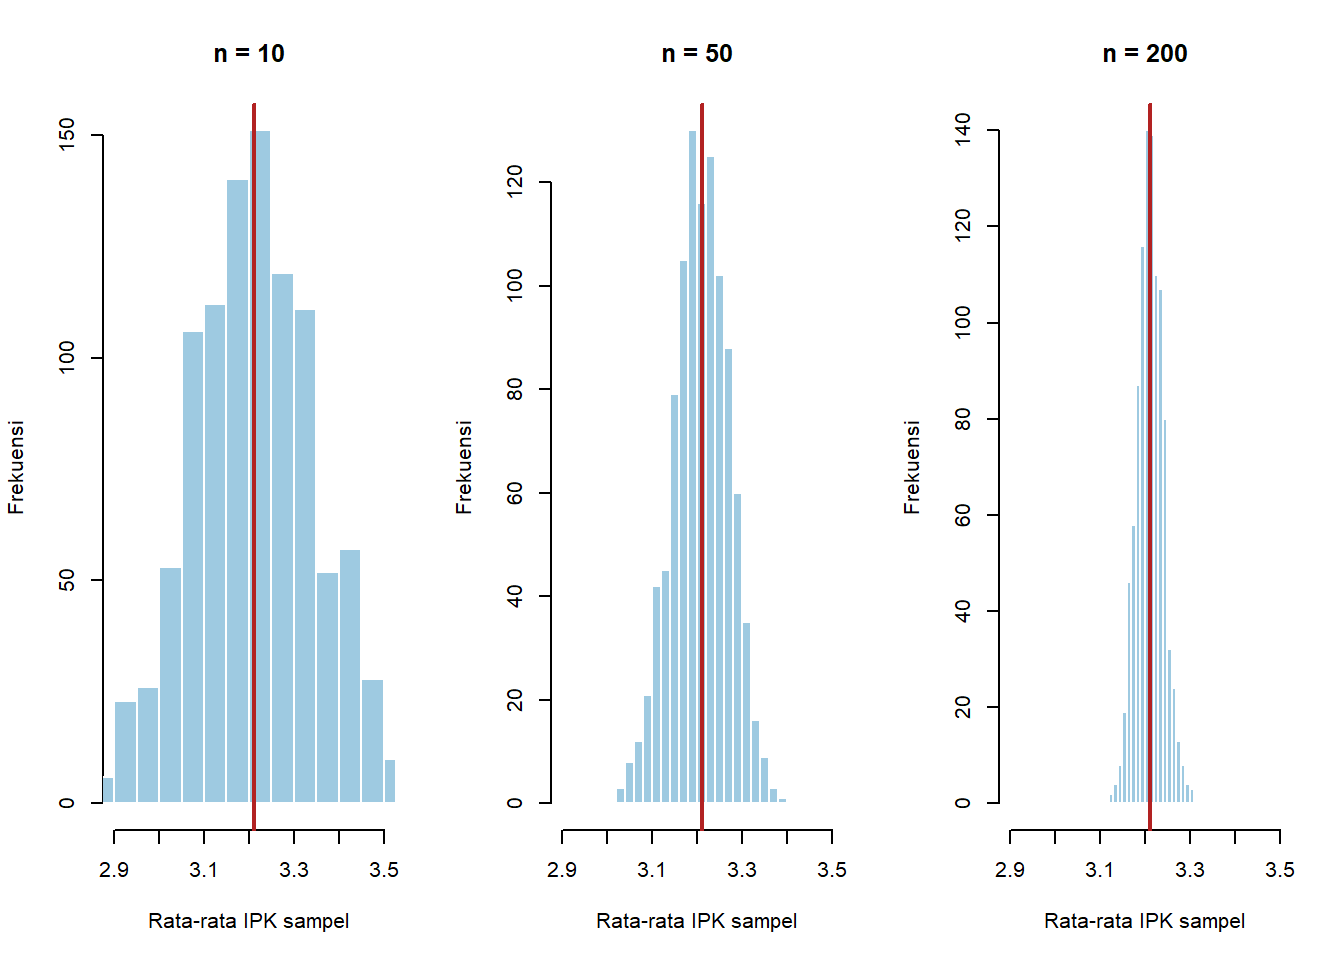 n = 10
150
100
50
0
Frekuensi
2.9 3.1 3.3 3.5
Rata-rata IPK sampel
n = 50
120
100
80
60
40
20
0
Frekuensi
2.9 3.1 3.3 3.5
Rata-rata IPK sampel
n = 200
140
120
100
80
60
40
20
0
Frekuensi
2.9 3.1 3.3 3.5
Rata-rata IPK sampel